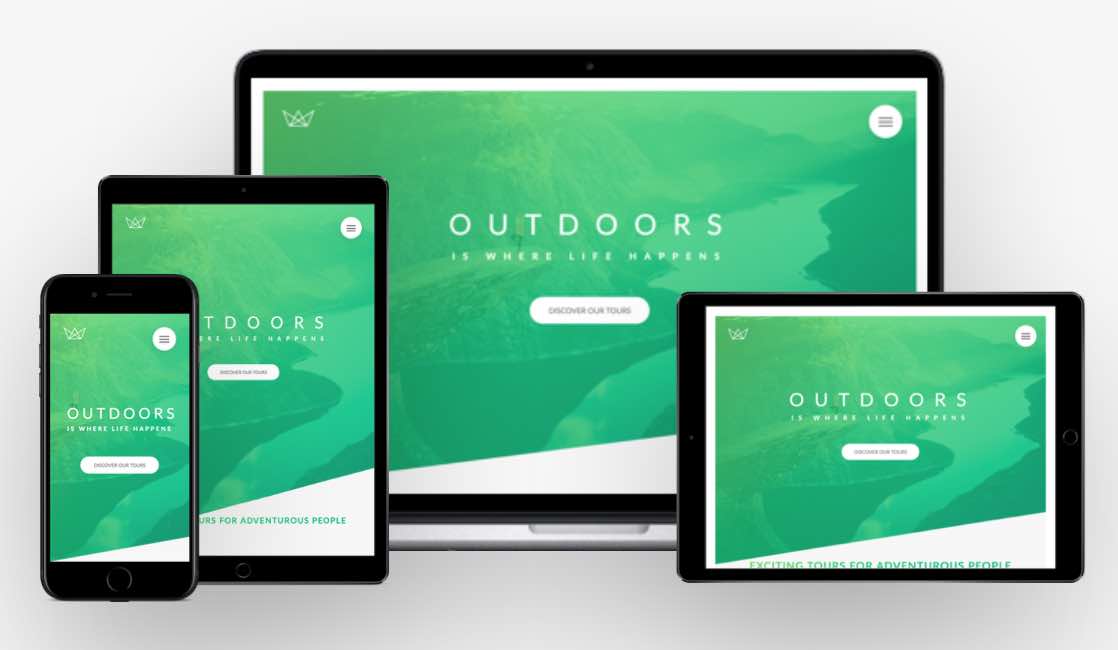 OUTDOORS
IS WHERE LIFE HAPPENS
DISCOVER OUR TOURS
TDOORS
ERE LIFE HAPPENS
DISCOVER OUR TOURS
URS FOR ADVENTUROUS PEOPLE
OUTDOORS
IS WHERE LIFE HAPPENS
DISCOVER OUR TOURS
OUTDOORS
IS WHERE LIFE HAPPENS
DISCOVER OUR TOURS
EXCITING TOURS FOR ADVENTUROUS PEOPLE